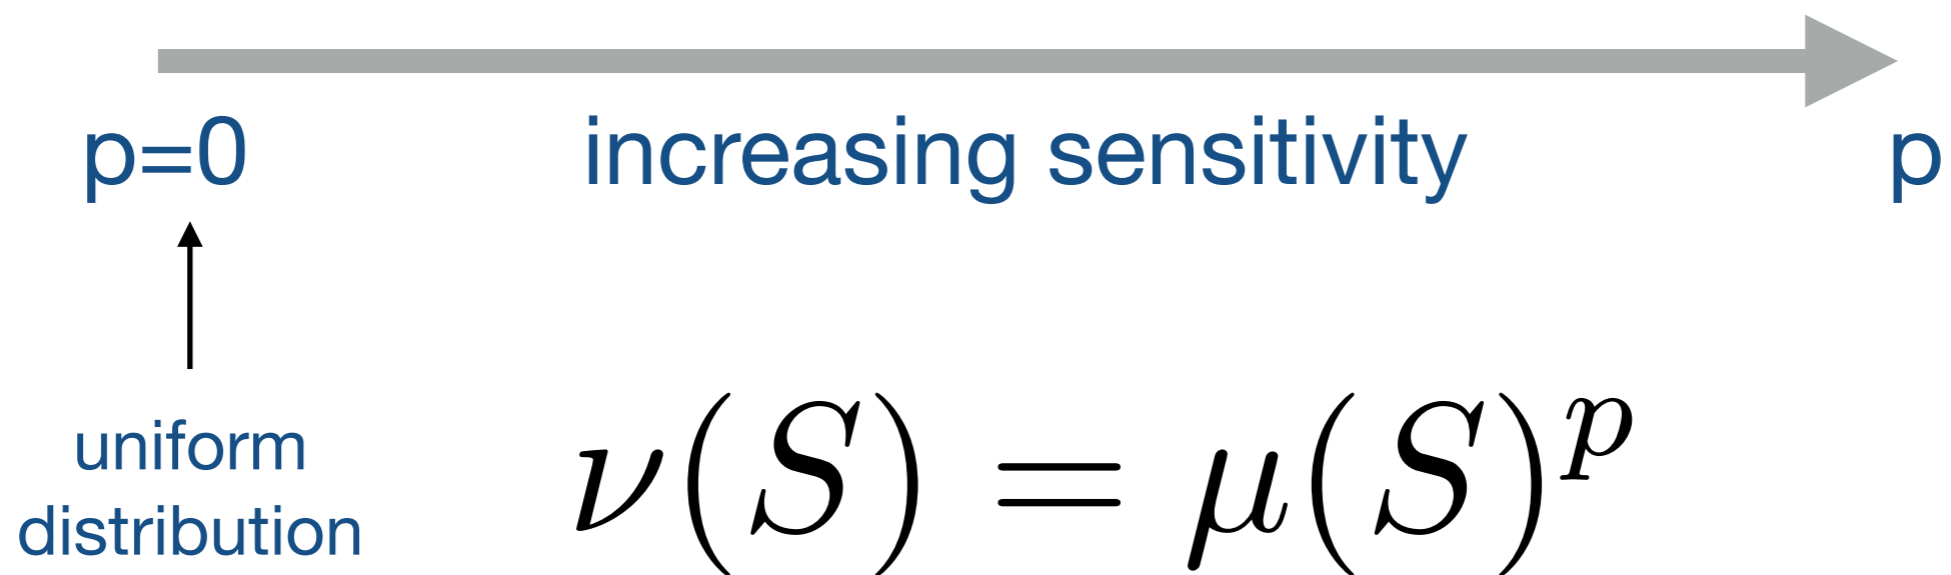 p=0 increasing sensitivity p
uniform
distribution
ν(S) = μ(S)^p